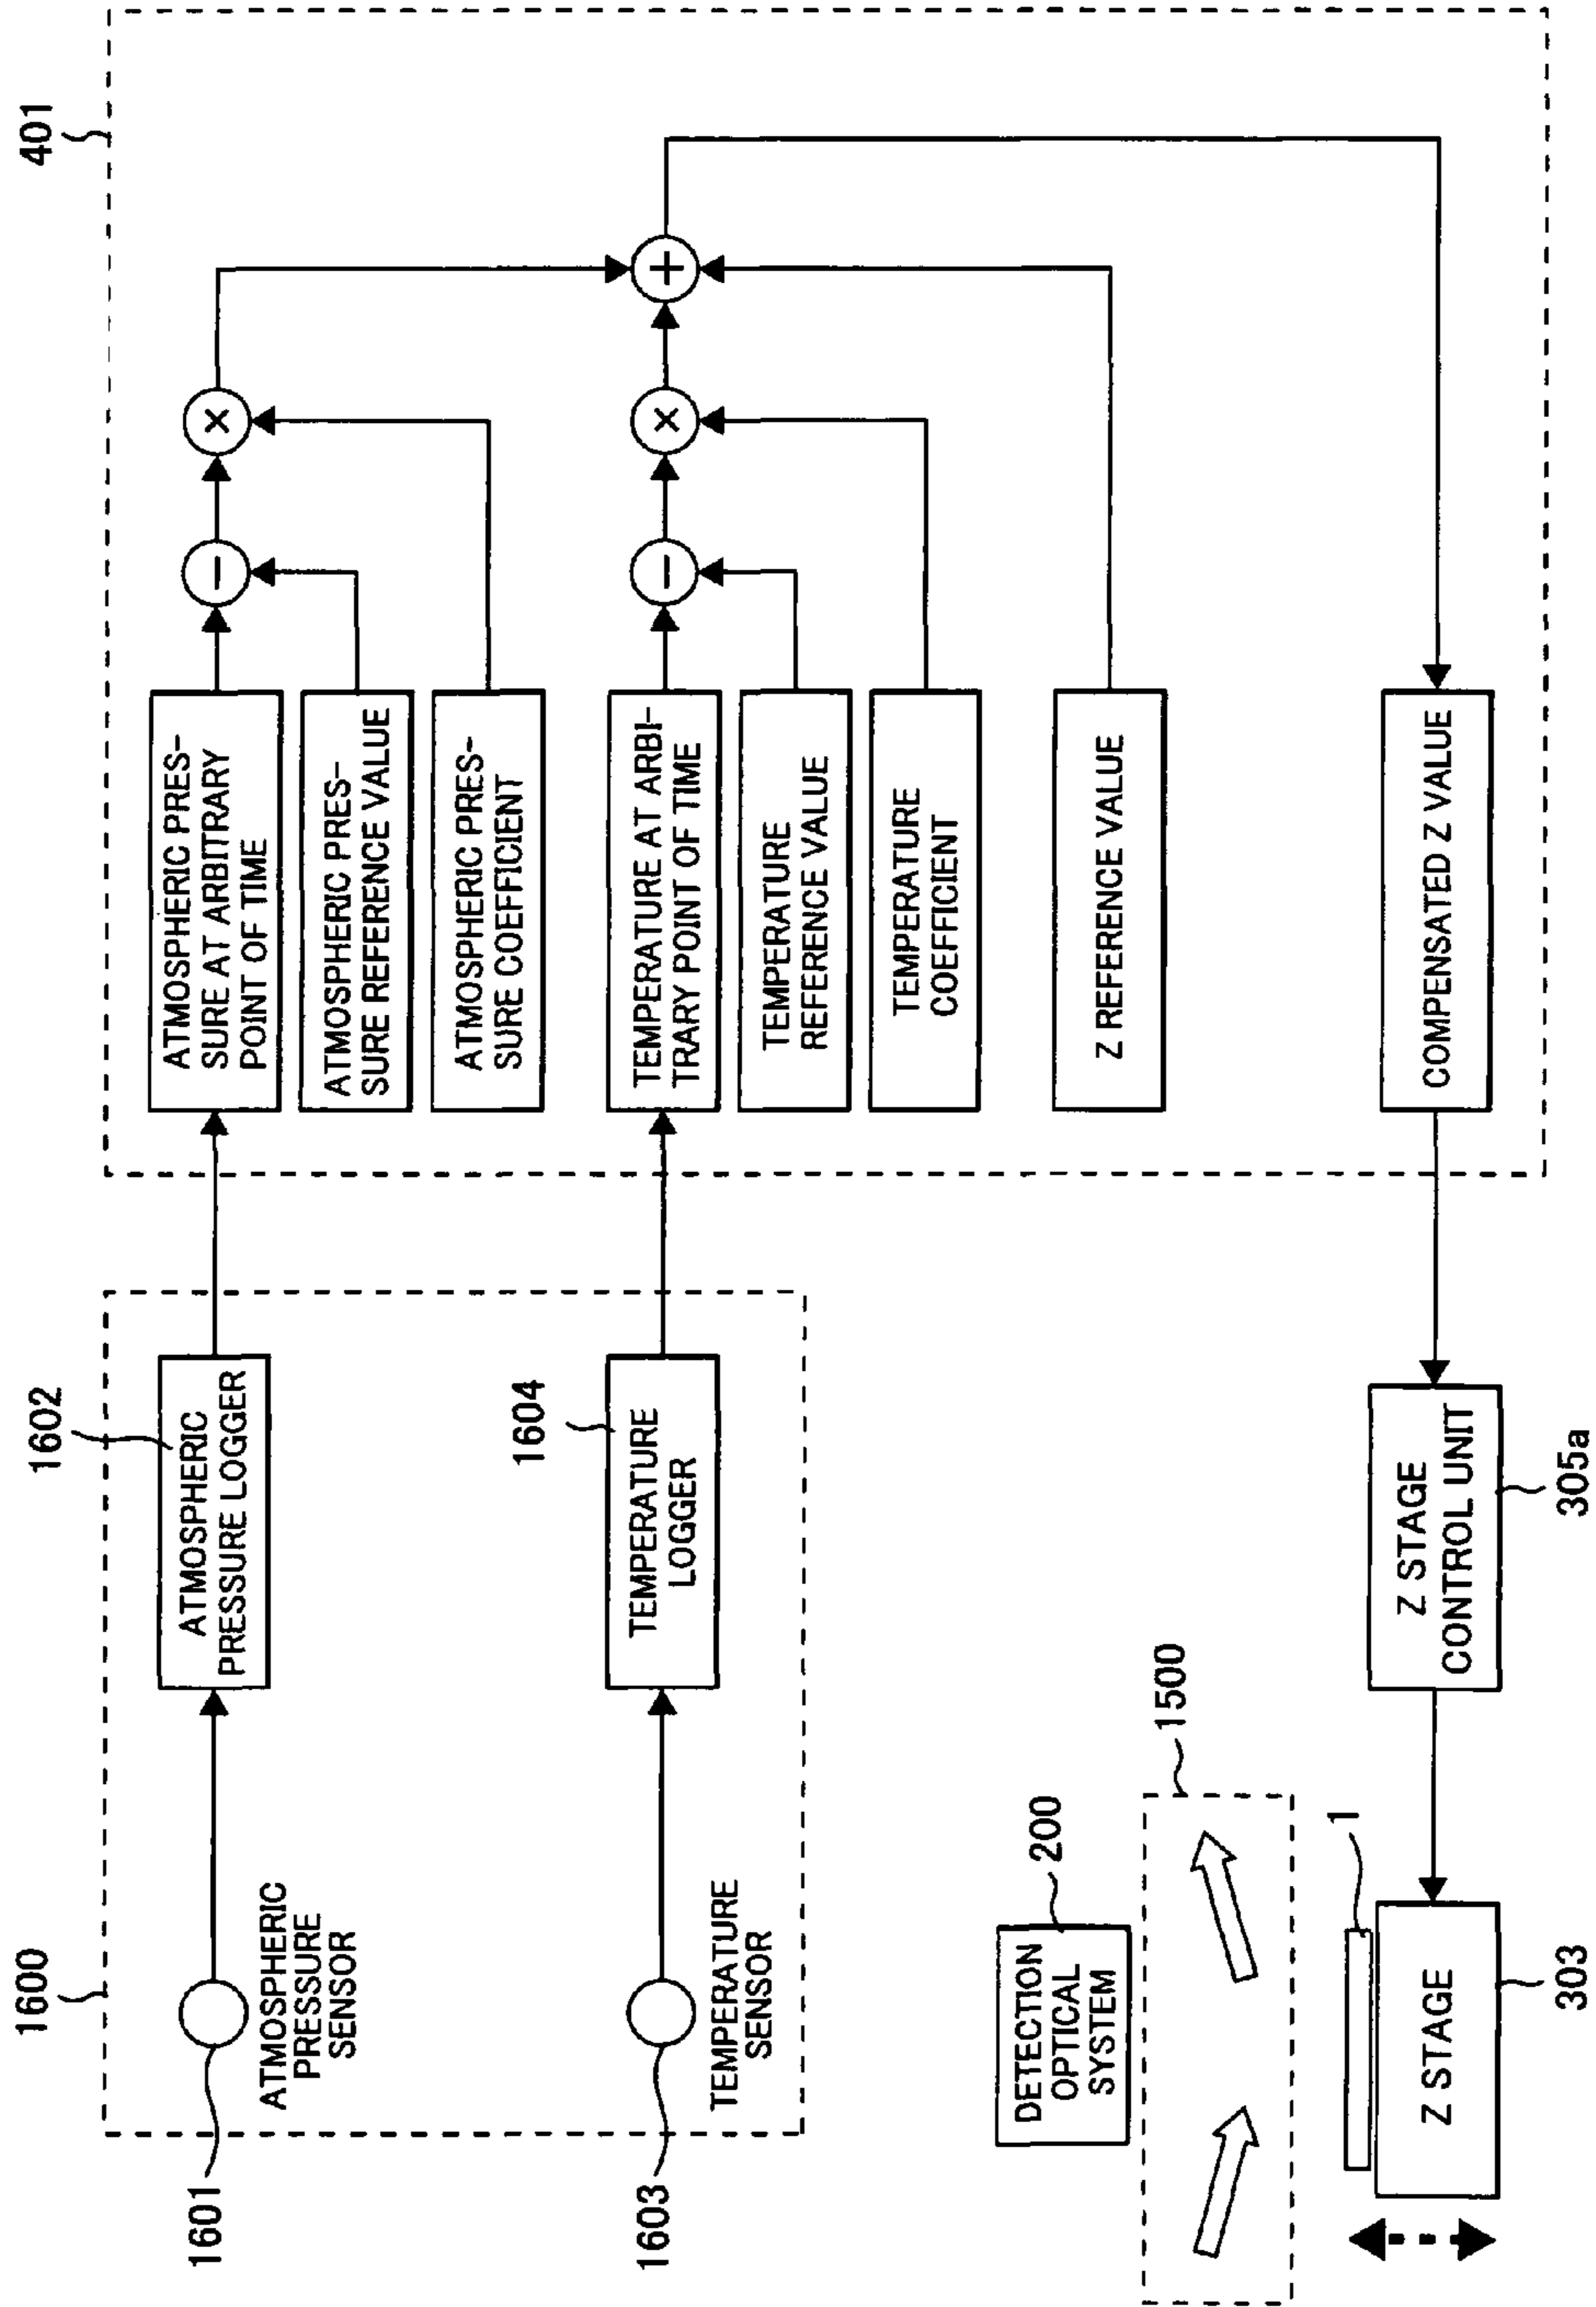 1600
1601
ATMOSPHERIC
PRESSURE
SENSOR
1602
ATMOSPHERIC
PRESSURE LOGGER
1603
TEMPERATURE
SENSOR
1604
TEMPERATURE
LOGGER
401
ATMOSPHERIC PRES-
SURE AT ARBITRARY
POINT OF TIME
ATMOSPHERIC PRES-
SURE REFERENCE VALUE
ATMOSPHERIC PRES-
SURE COEFFICIENT
− × +
TEMPERATURE AT ARBI-
TRARY POINT OF TIME
TEMPERATURE
REFERENCE VALUE
TEMPERATURE
COEFFICIENT
− ×
Z REFERENCE VALUE
COMPENSATED Z VALUE
DETECTION
OPTICAL
SYSTEM
200
1500
1
Z STAGE
303
Z STAGE
CONTROL UNIT
305a